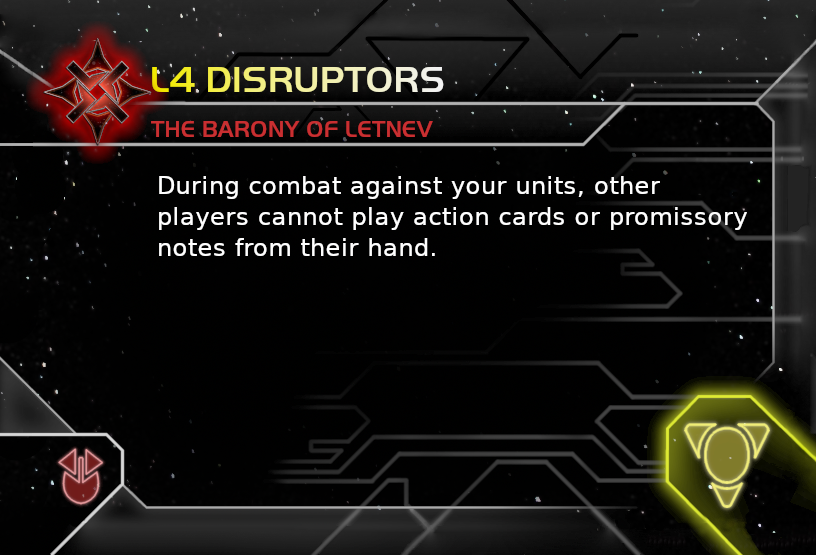 L4 DISRUPTORS
THE BARONY OF LETNEV
During combat against your units, other
players cannot play action cards or promissory
notes from their hand.